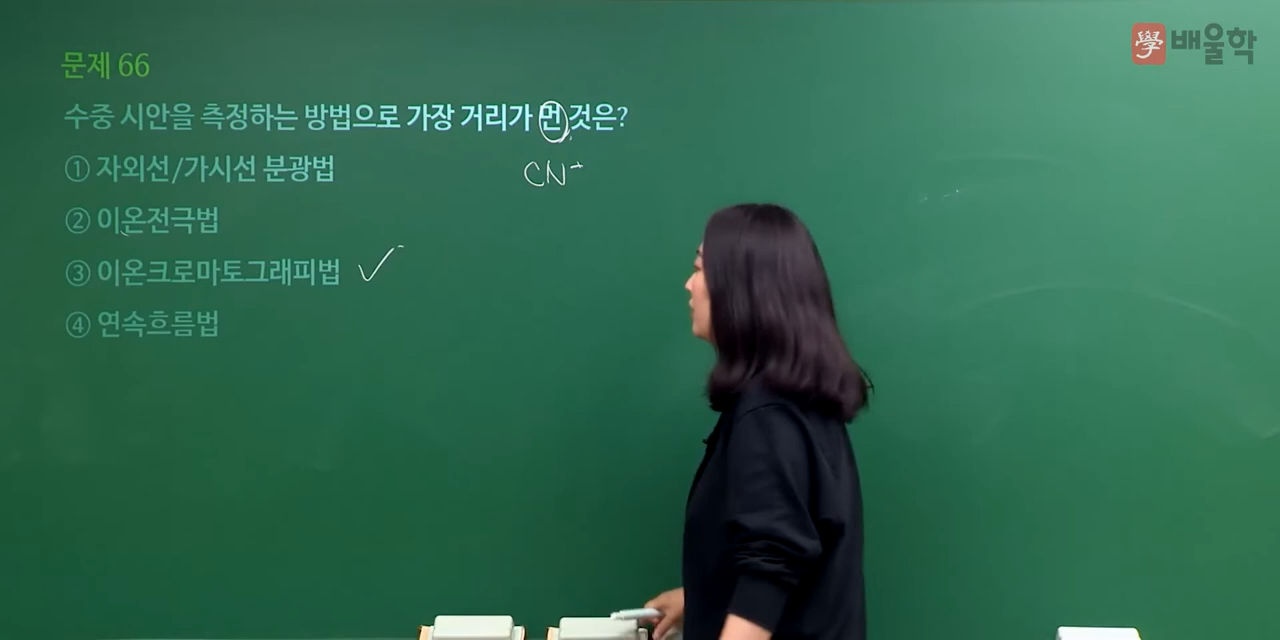 學 배울학
문제 66
수중 시안을 측정하는 방법으로 가장 거리가 먼 것은?
① 자외선/가시선 분광법
CN-
② 이온전극법
③ 이온크로마토그래피법 ✓
④ 연속흐름법